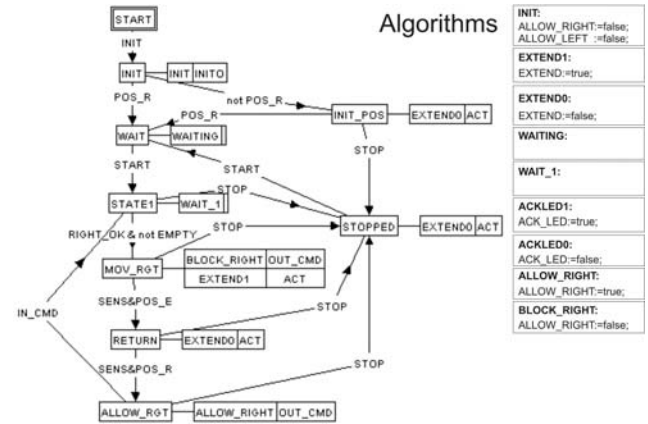 START
Algorithms
INIT
INIT
INIT INITO
POS_R
not POS_R
POS_R
INIT_POS
EXTEND0 ACT
WAIT
WAITING
STOP
START
START
STOP
STATE1
WAIT_1
STOPPED
EXTEND0 ACT
RIGHT_OK & not EMPTY
STOP
MOV_RGT
BLOCK_RIGHT OUT_CMD
EXTEND1 ACT
IN_CMD
SENS&POS_E
STOP
RETURN
EXTEND0 ACT
SENS&POS_R
STOP
ALLOW_RGT
ALLOW_RIGHT OUT_CMD
INIT:
ALLOW_RIGHT:=false;
ALLOW_LEFT :=false;
EXTEND1:
EXTEND:=true;
EXTEND0:
EXTEND:=false;
WAITING:
WAIT_1:
ACKLED1:
ACK_LED:=true;
ACKLED0:
ACK_LED:=false;
ALLOW_RIGHT:
ALLOW_RIGHT:=true;
BLOCK_RIGHT:
ALLOW_RIGHT:=false;